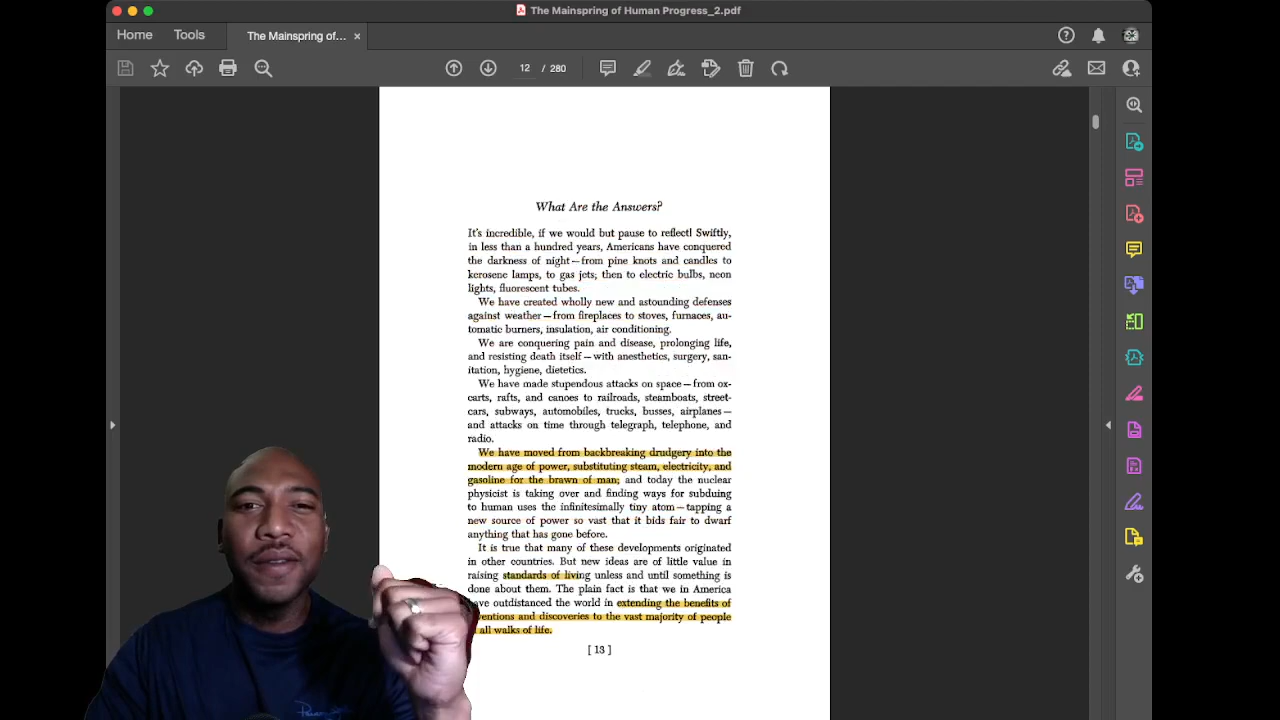 The Mainspring of Human Progress_2.pdf
Home Tools The Mainspring of... ×
12 / 280
What Are the Answers?
It's incredible, if we would but pause to reflect! Swiftly,
in less than a hundred years, Americans have conquered
the darkness of night—from pine knots and candles to
kerosene lamps, to gas jets; then to electric bulbs, neon
lights, fluorescent tubes.
We have created wholly new and astounding defenses
against weather—from fireplaces to stoves, furnaces, au-
tomatic burners, insulation, air conditioning.
We are conquering pain and disease, prolonging life,
and resisting death itself—with anesthetics, surgery, san-
itation, hygiene, dietetics.
We have made stupendous attacks on space—from ox-
carts, rafts, and canoes to railroads, steamboats, street-
cars, subways, automobiles, trucks, busses, airplanes—
and attacks on time through telegraph, telephone, and
radio.
We have moved from backbreaking drudgery into the
modern age of power, substituting steam, electricity, and
gasoline for the brawn of man; and today the nuclear
physicist is taking over and finding ways for subduing
to human uses the infinitesimally tiny atom—tapping a
new source of power so vast that it bids fair to dwarf
anything that has gone before.
It is true that many of these developments originated
in other countries. But new ideas are of little value in
raising standards of living unless and until something is
done about them. The plain fact is that we in America
have outdistanced the world in extending the benefits of
ventions and discoveries to the vast majority of people
all walks of life.
[ 13 ]